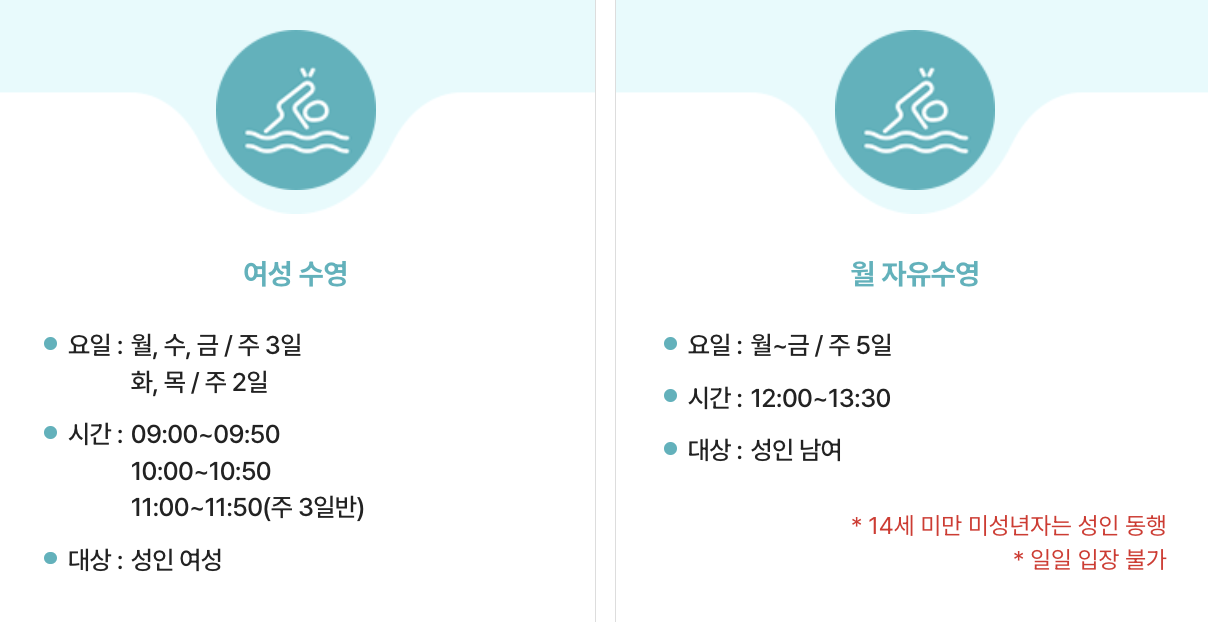 여성 수영
요일 : 월, 수, 금 / 주 3일
화, 목 / 주 2일
시간 : 09:00~09:50
10:00~10:50
11:00~11:50(주 3일반)
대상 : 성인 여성
월 자유수영
요일 : 월~금 / 주 5일
시간 : 12:00~13:30
대상 : 성인 남여
* 14세 미만 미성년자는 성인 동행
* 일일 입장 불가